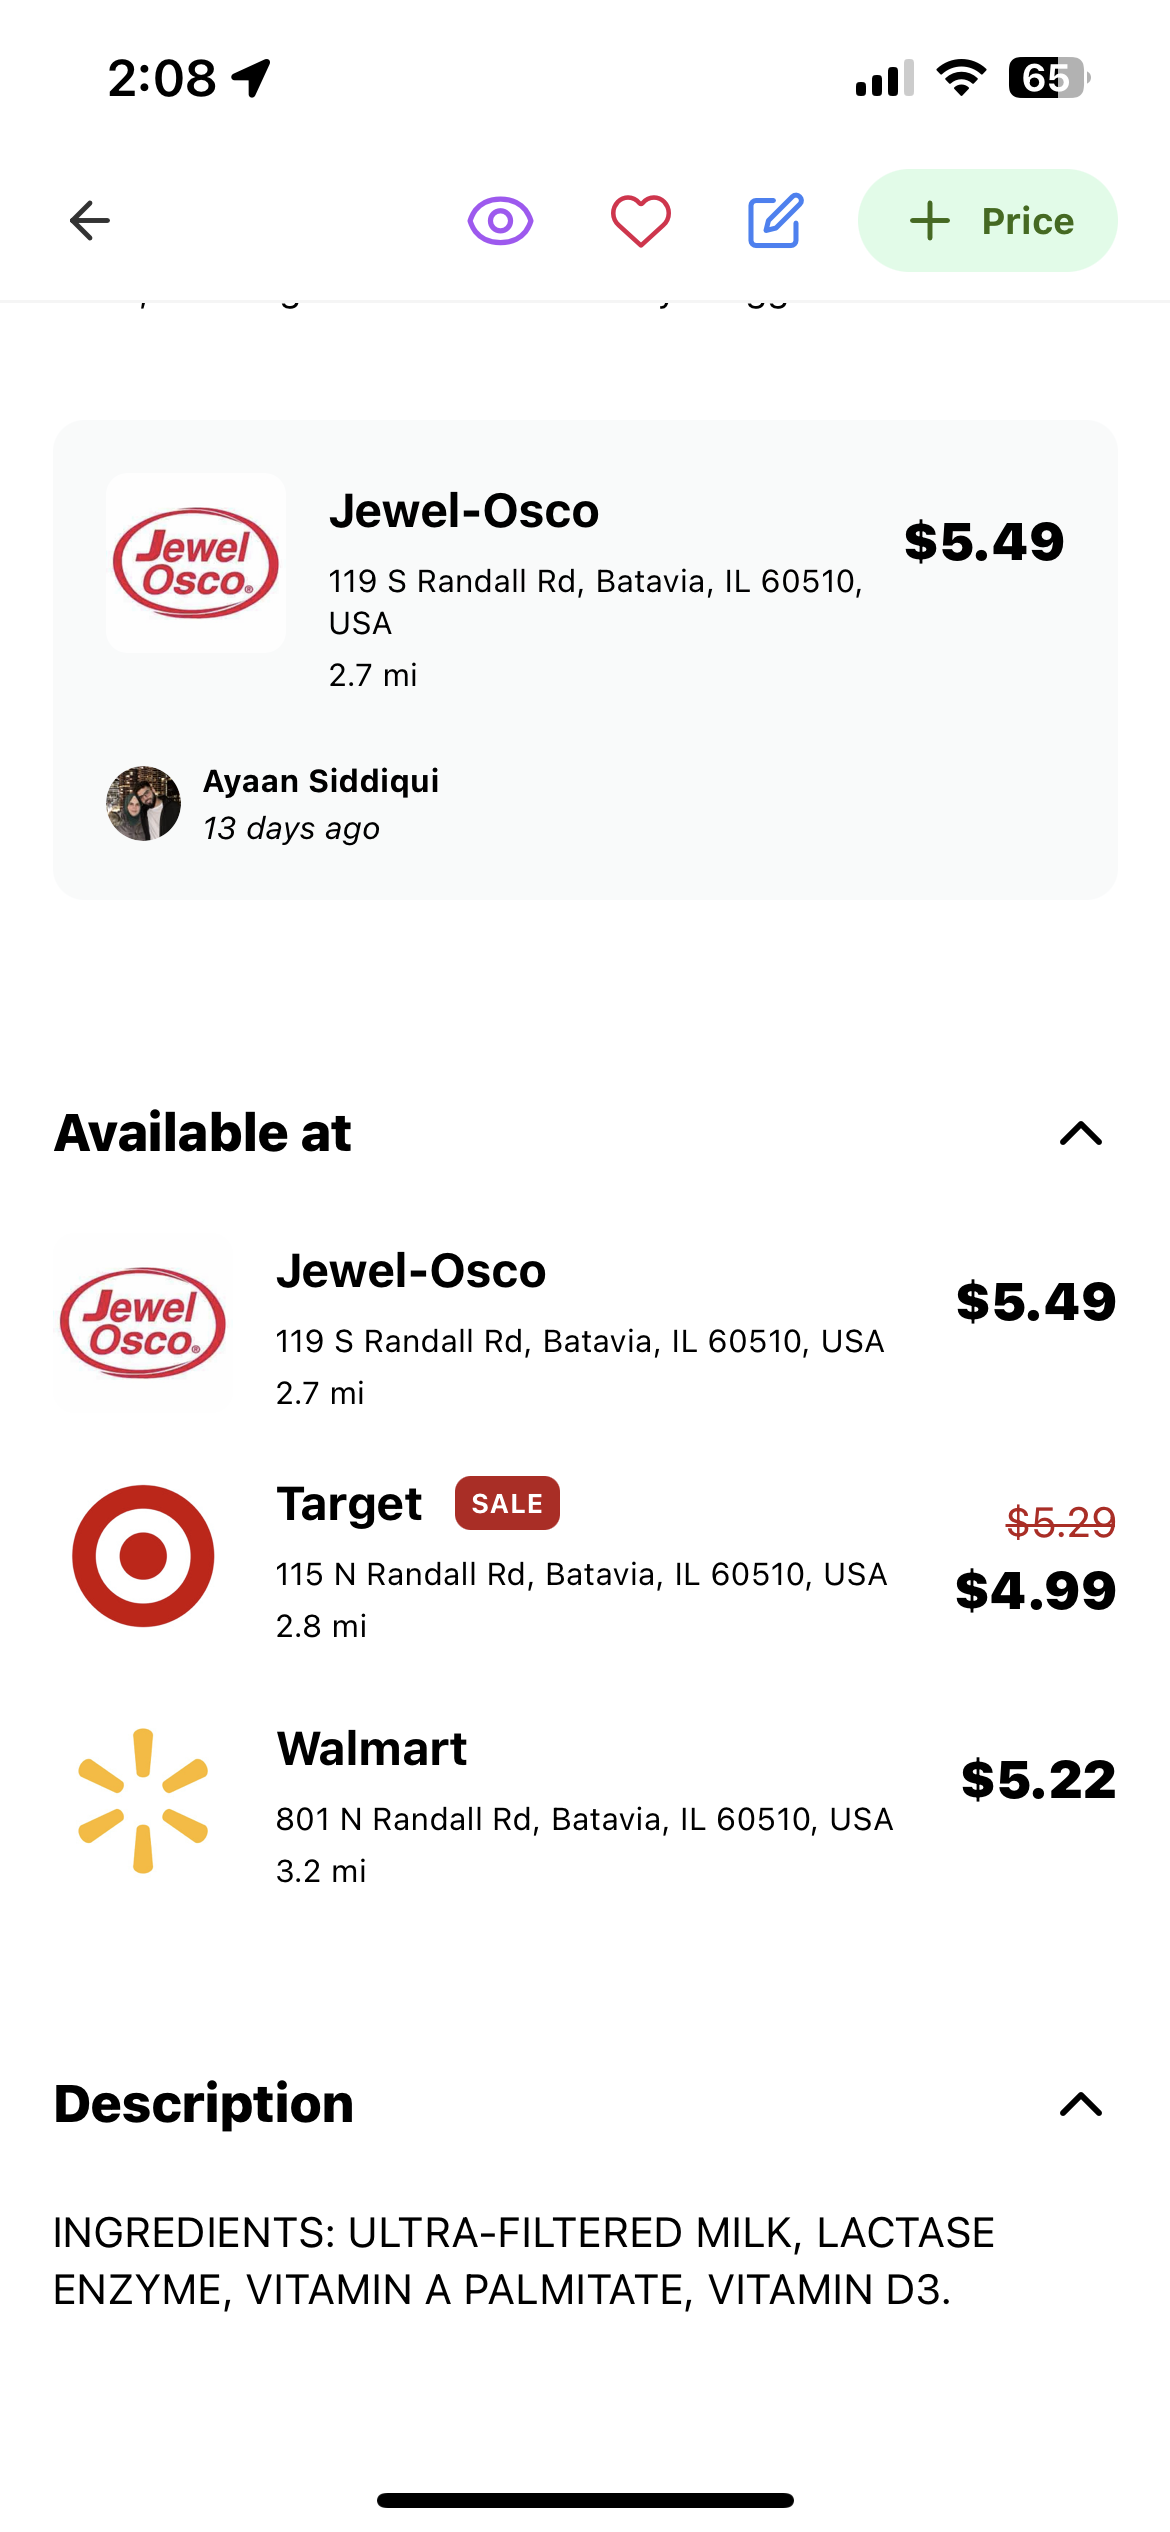 2:08
65
Price
Jewel
Osco®
Jewel-Osco
$5.49
119 S Randall Rd, Batavia, IL 60510,
USA
2.7 mi
Ayaan Siddiqui
13 days ago
Available at
Jewel
Osco®
Jewel-Osco
$5.49
119 S Randall Rd, Batavia, IL 60510, USA
2.7 mi
Target
SALE
$5.29
115 N Randall Rd, Batavia, IL 60510, USA
$4.99
2.8 mi
Walmart
$5.22
801 N Randall Rd, Batavia, IL 60510, USA
3.2 mi
Description
INGREDIENTS: ULTRA-FILTERED MILK, LACTASE
ENZYME, VITAMIN A PALMITATE, VITAMIN D3.